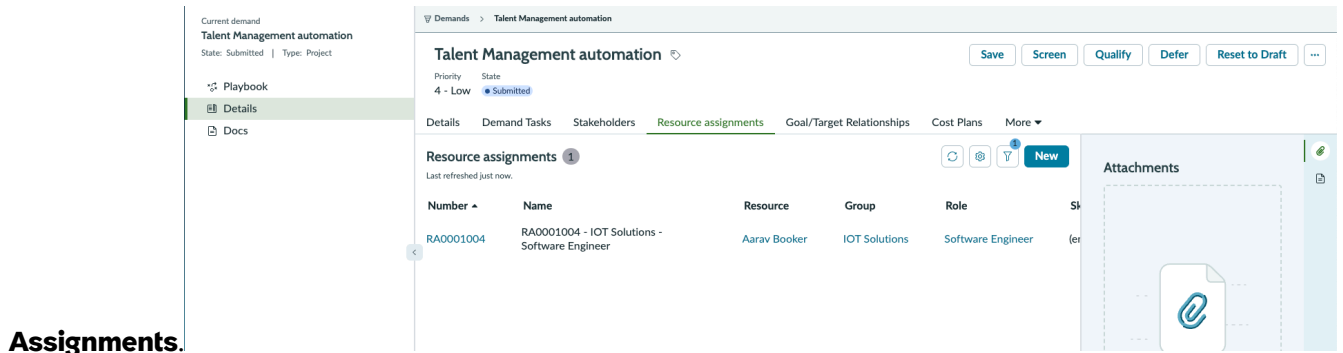 Current demand
Talent Management automation
State: Submitted | Type: Project
Playbook
Details
Docs
Demands > Talent Management automation
Talent Management automation
Save Screen Qualify Defer Reset to Draft ...
Priority State
4 - Low Submitted
Details Demand Tasks Stakeholders Resource assignments Goal/Target Relationships Cost Plans More
Resource assignments 1
1
New
Last refreshed just now.
Number Name Resource Group Role Sk
RA0001004 RA0001004 - IOT Solutions - Software Engineer Aarav Booker IOT Solutions Software Engineer (er
Attachments
Assignments.